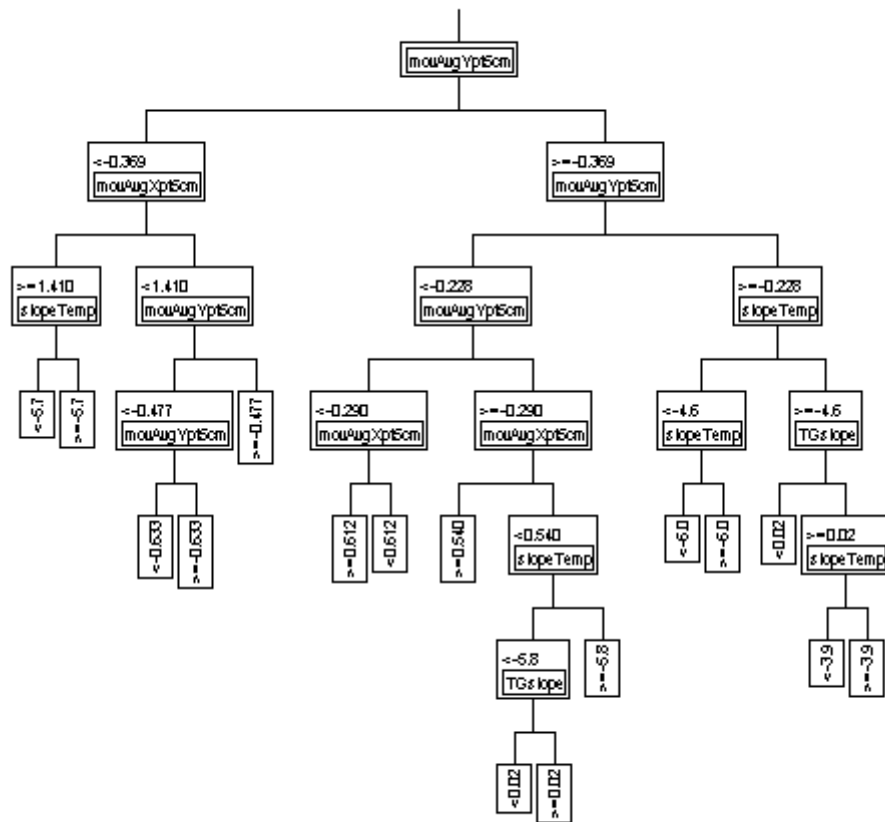 mouAugYpt5cm
<-0.369
mouAugXpt5cm
>=-0.369
mouAugYpt5cm
>=1.410
slopeTemp
<1.410
mouAugYpt5cm
<-0.228
mouAugYpt5cm
>=-0.228
slopeTemp
<-5.7
>=-5.7
<-0.477
mouAugYpt5cm
>=-0.477
<-0.290
mouAugXpt5cm
>=-0.290
mouAugXpt5cm
<-4.6
slopeTemp
>=-4.6
TGslope
<-0.633
>=-0.633
>=0.612
<0.612
>=0.540
<0.540
slopeTemp
<-6.0
>=-6.0
<0.02
>=0.02
slopeTemp
<-5.8
TGslope
>=-5.8
<-3.9
>=-3.9
<0.02
>=0.02